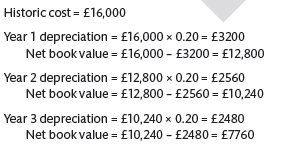 Historic cost = £16,000
Year 1 depreciation = £16,000 × 0.20 = £3200
Net book value = £16,000 – £3200 = £12,800
Year 2 depreciation = £12,800 × 0.20 = £2560
Net book value = £12,800 – £2560 = £10,240
Year 3 depreciation = £10,240 × 0.20 = £2480
Net book value = £10,240 – £2480 = £7760